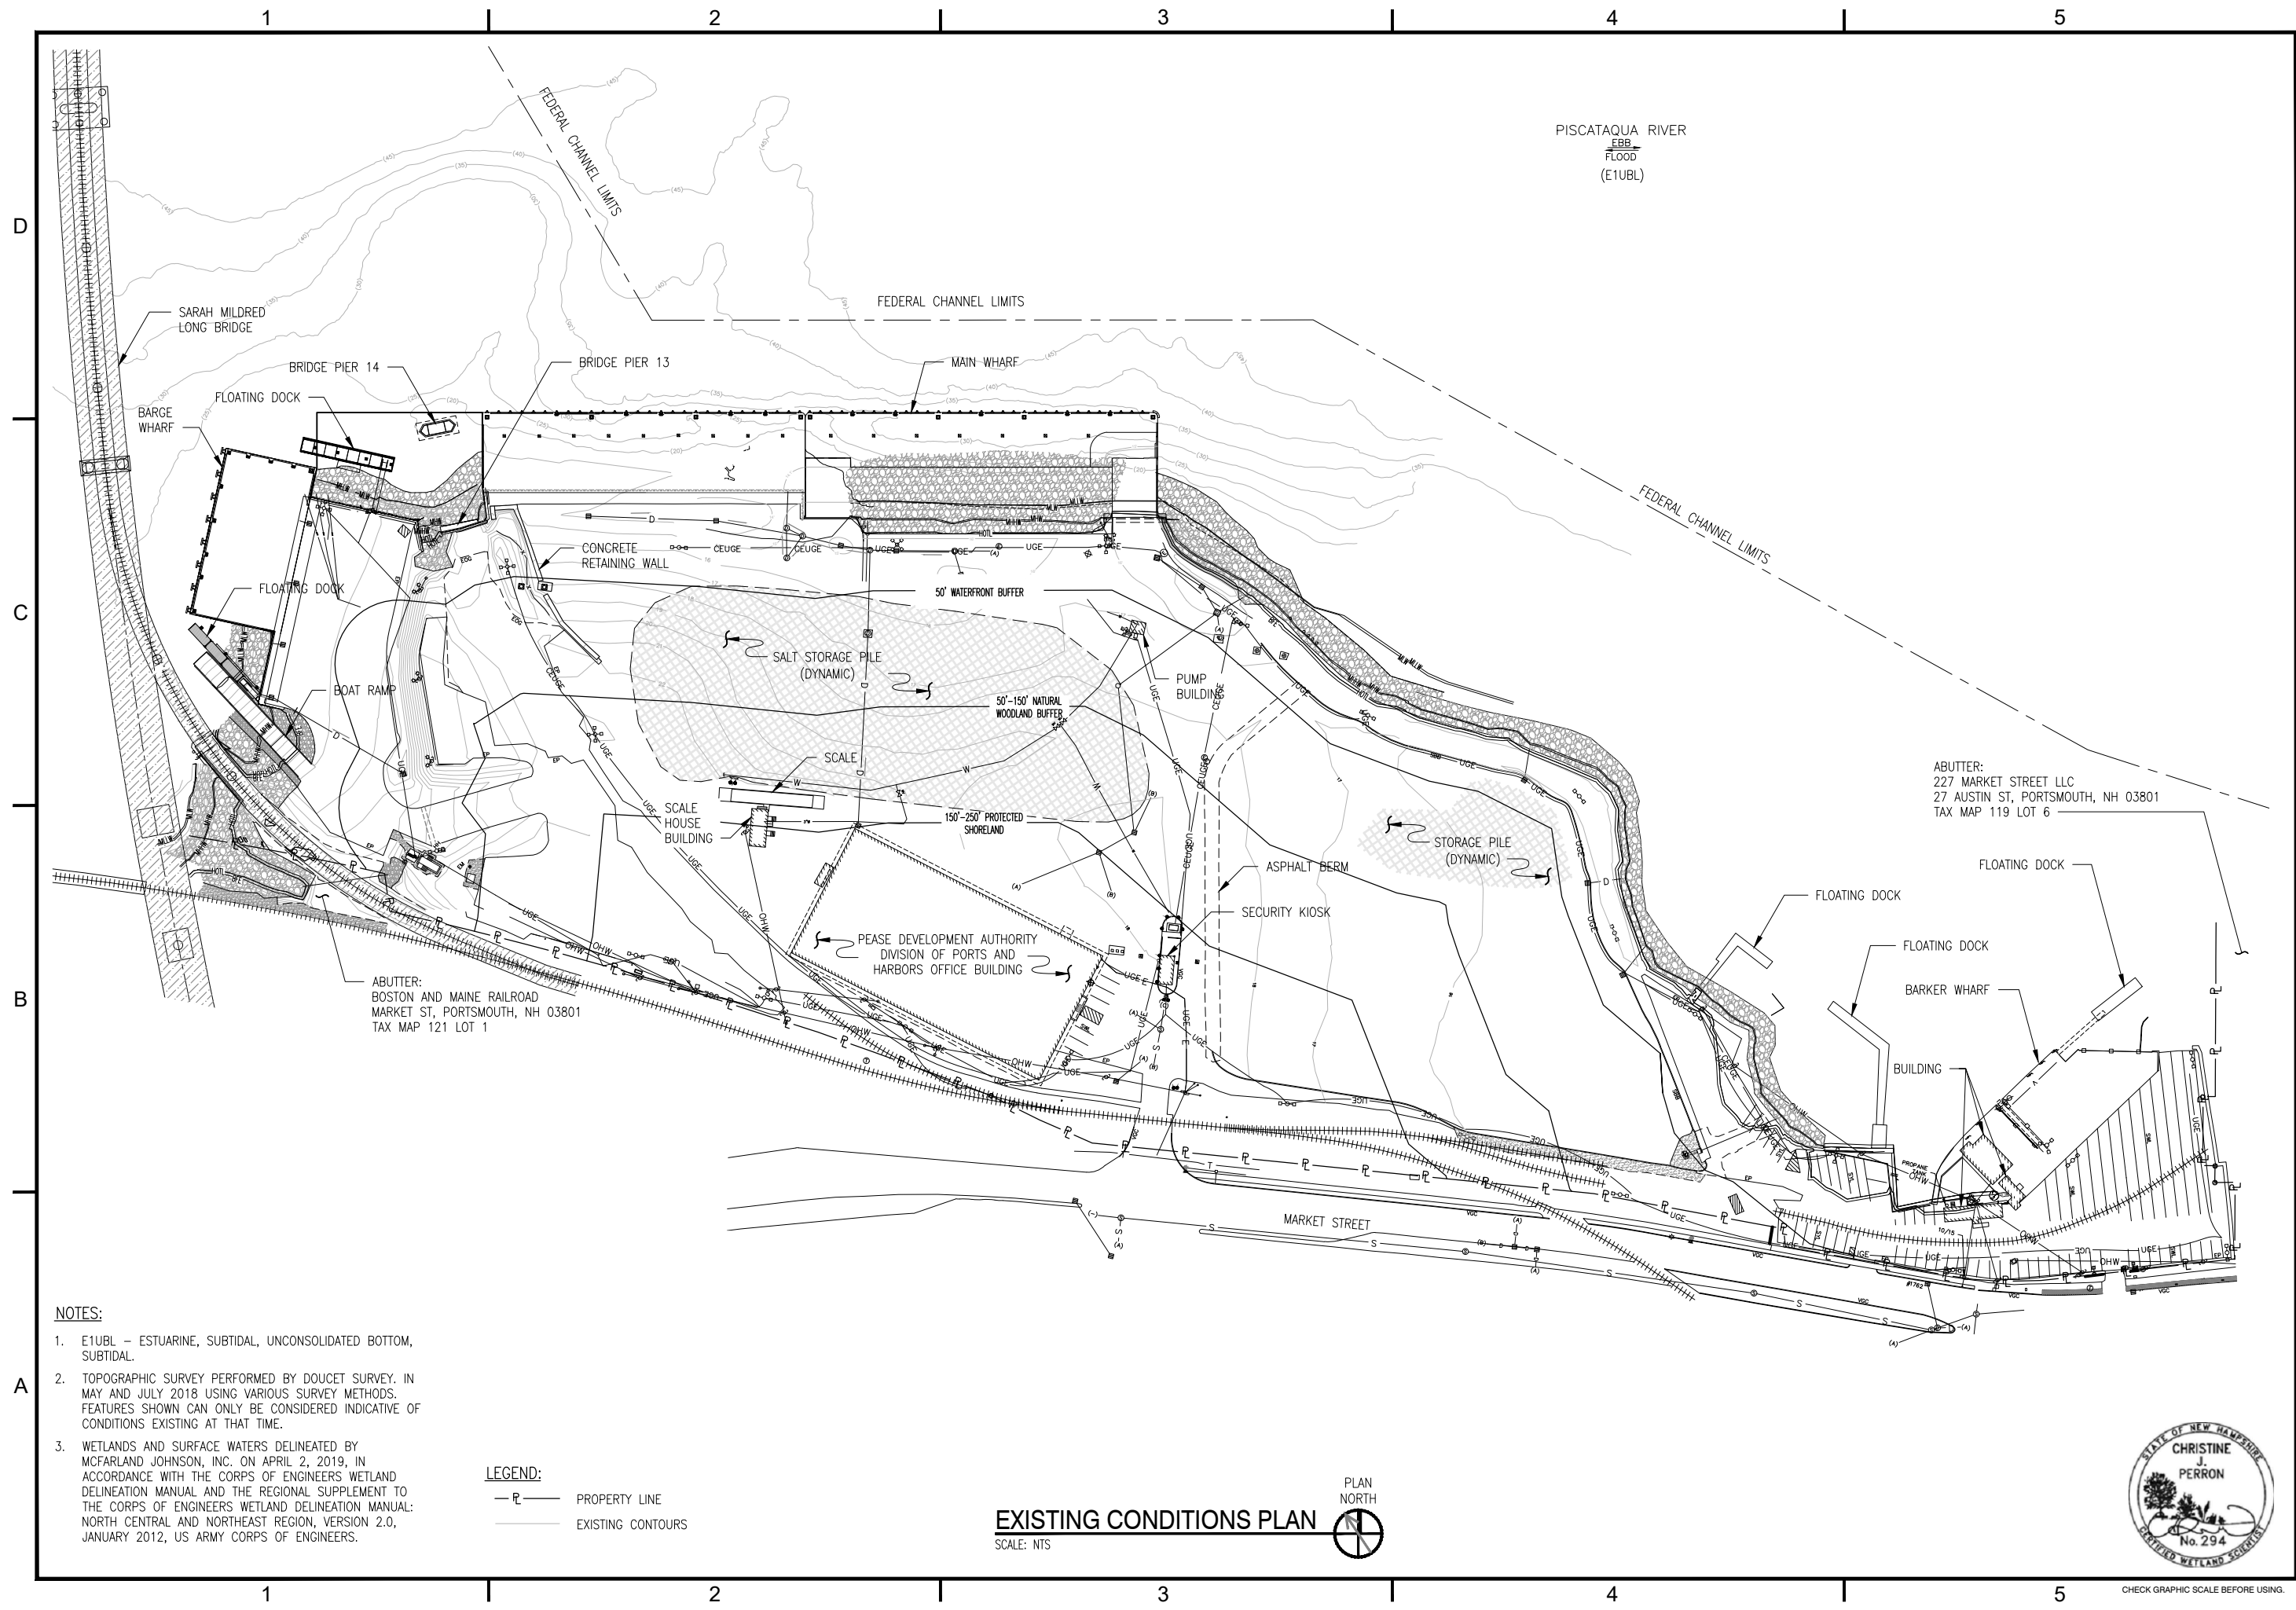 1 2 3 4 5
D
C
B
A
PISCATAQUA RIVER
EBB
FLOOD
(E1UBL)
FEDERAL CHANNEL LIMITS
FEDERAL CHANNEL LIMITS
FEDERAL CHANNEL LIMITS
SARAH MILDRED
LONG BRIDGE
BRIDGE PIER 14
BRIDGE PIER 13
MAIN WHARF
FLOATING DOCK
BARGE
WHARF
CONCRETE
RETAINING WALL
FLOATING DOCK
50' WATERFRONT BUFFER
SALT STORAGE PILE
(DYNAMIC)
BOAT RAMP
PUMP
BUILDING
50'-150' NATURAL
WOODLAND BUFFER
SCALE
SCALE
HOUSE
BUILDING
150'-250' PROTECTED
SHORELAND
STORAGE PILE
(DYNAMIC)
ASPHALT BERM
SECURITY KIOSK
PEASE DEVELOPMENT AUTHORITY
DIVISION OF PORTS AND
HARBORS OFFICE BUILDING
ABUTTER:
BOSTON AND MAINE RAILROAD
MARKET ST, PORTSMOUTH, NH 03801
TAX MAP 121 LOT 1
ABUTTER:
227 MARKET STREET LLC
27 AUSTIN ST, PORTSMOUTH, NH 03801
TAX MAP 119 LOT 6
FLOATING DOCK
FLOATING DOCK
FLOATING DOCK
BARKER WHARF
BUILDING
PROPANE
TANK
MARKET STREET
NOTES:
1. E1UBL – ESTUARINE, SUBTIDAL, UNCONSOLIDATED BOTTOM,
SUBTIDAL.
2. TOPOGRAPHIC SURVEY PERFORMED BY DOUCET SURVEY. IN
MAY AND JULY 2018 USING VARIOUS SURVEY METHODS.
FEATURES SHOWN CAN ONLY BE CONSIDERED INDICATIVE OF
CONDITIONS EXISTING AT THAT TIME.
3. WETLANDS AND SURFACE WATERS DELINEATED BY
MCFARLAND JOHNSON, INC. ON APRIL 2, 2019, IN
ACCORDANCE WITH THE CORPS OF ENGINEERS WETLAND
DELINEATION MANUAL AND THE REGIONAL SUPPLEMENT TO
THE CORPS OF ENGINEERS WETLAND DELINEATION MANUAL:
NORTH CENTRAL AND NORTHEAST REGION, VERSION 2.0,
JANUARY 2012, US ARMY CORPS OF ENGINEERS.
LEGEND:
PROPERTY LINE
EXISTING CONTOURS
EXISTING CONDITIONS PLAN
SCALE: NTS
PLAN
NORTH
STATE OF NEW HAMPSHIRE
CHRISTINE
J.
PERRON
No. 294
CERTIFIED WETLAND SCIENTIST
1 2 3 4 5
CHECK GRAPHIC SCALE BEFORE USING.